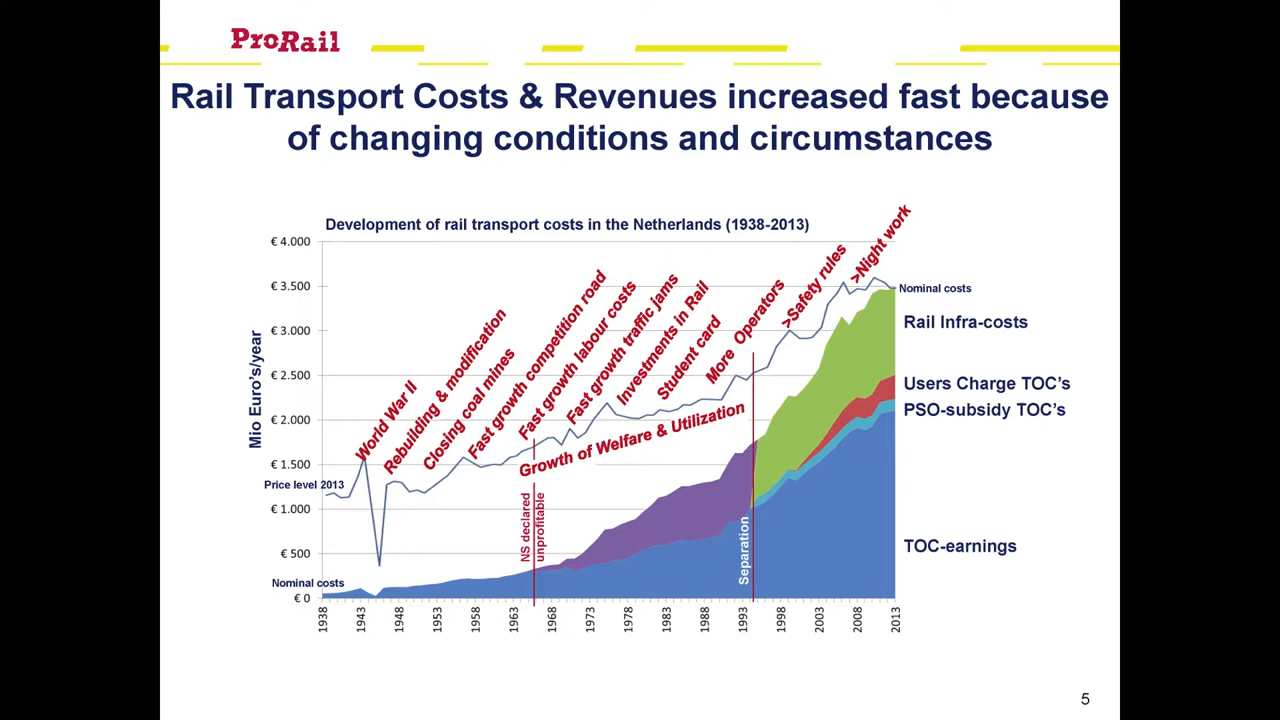 ProRail
Rail Transport Costs & Revenues increased fast because
of changing conditions and circumstances
Development of rail transport costs in the Netherlands (1938-2013)
Mio Euro's/year
€ 4.000
€ 3.500
€ 3.000
€ 2.500
€ 2.000
€ 1.500
€ 1.000
€ 500
€ 0
Price level 2013
Nominal costs
World War II
Rebuilding & modification
Closing coal mines
Fast growth competition road
Fast growth labour costs
Fast growth traffic jams
Investments in Rail
Student card
More Operators
>Safety rules
>Night work
Growth of Welfare & Utilization
NS declared
unprofitable
Separation
Nominal costs
Rail Infra-costs
Users Charge TOC's
PSO-subsidy TOC's
TOC-earnings
1938
1943
1948
1953
1958
1963
1968
1973
1978
1983
1988
1993
1998
2003
2008
2013
5